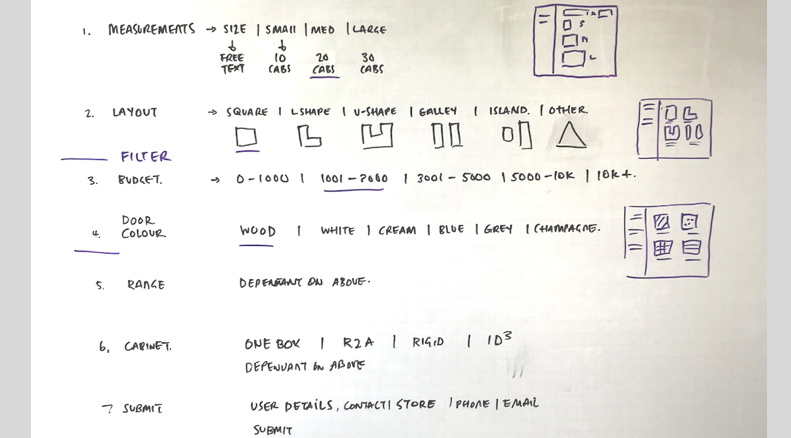 1. MEASUREMENTS → SIZE | SMALL | MED | LARGE
FREE TEXT 10 CABS 20 CABS 30 CABS
S
M
L
2. LAYOUT → SQUARE | L SHAPE | U-SHAPE | GALLEY | ISLAND. | OTHER
FILTER
3. BUDGET. → 0-1000 | 1001-2000 | 3001-5000 | 5000-10K | 10K+.
4. DOOR COLOUR WOOD | WHITE | CREAM | BLUE | GREY | CHAMPAGNE.
5. RANGE DEPENDANT ON ABOVE.
6, CABINET. ONE BOX | R2A | RIGID | ID3
DEPENDANT ON ABOVE
7 SUBMIT USER DETAILS, CONTACT | STORE | PHONE | EMAIL
SUBMIT